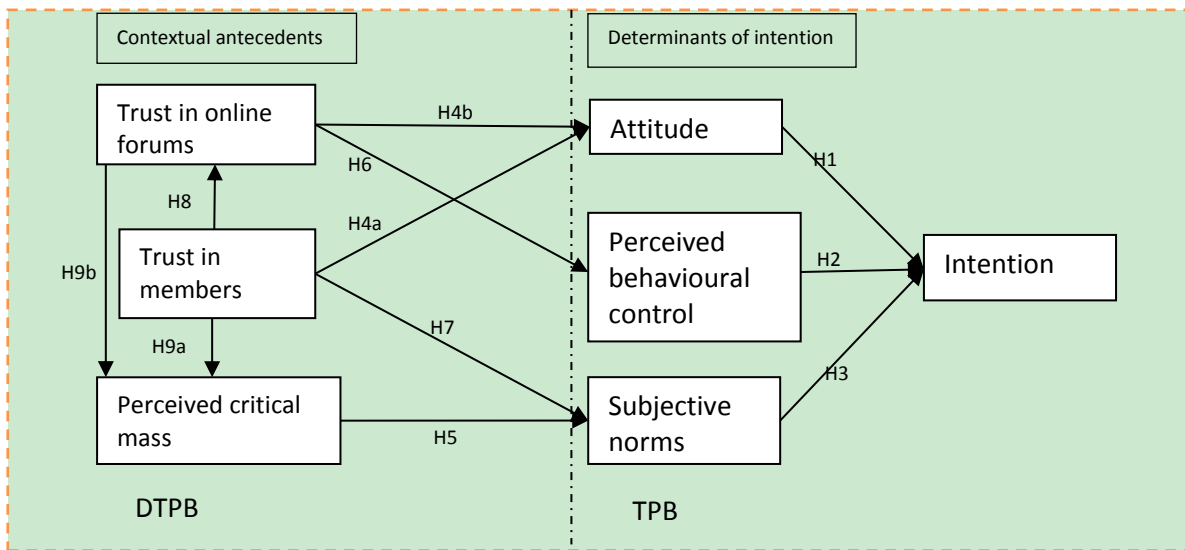 Contextual antecedents
Determinants of intention
Trust in online
forums
H4b
Attitude
H6
H1
H8
H4a
Trust in
members
Perceived
behavioural
control
H2
Intention
H9b
H7
H9a
H3
Perceived critical
mass
H5
Subjective
norms
DTPB
TPB